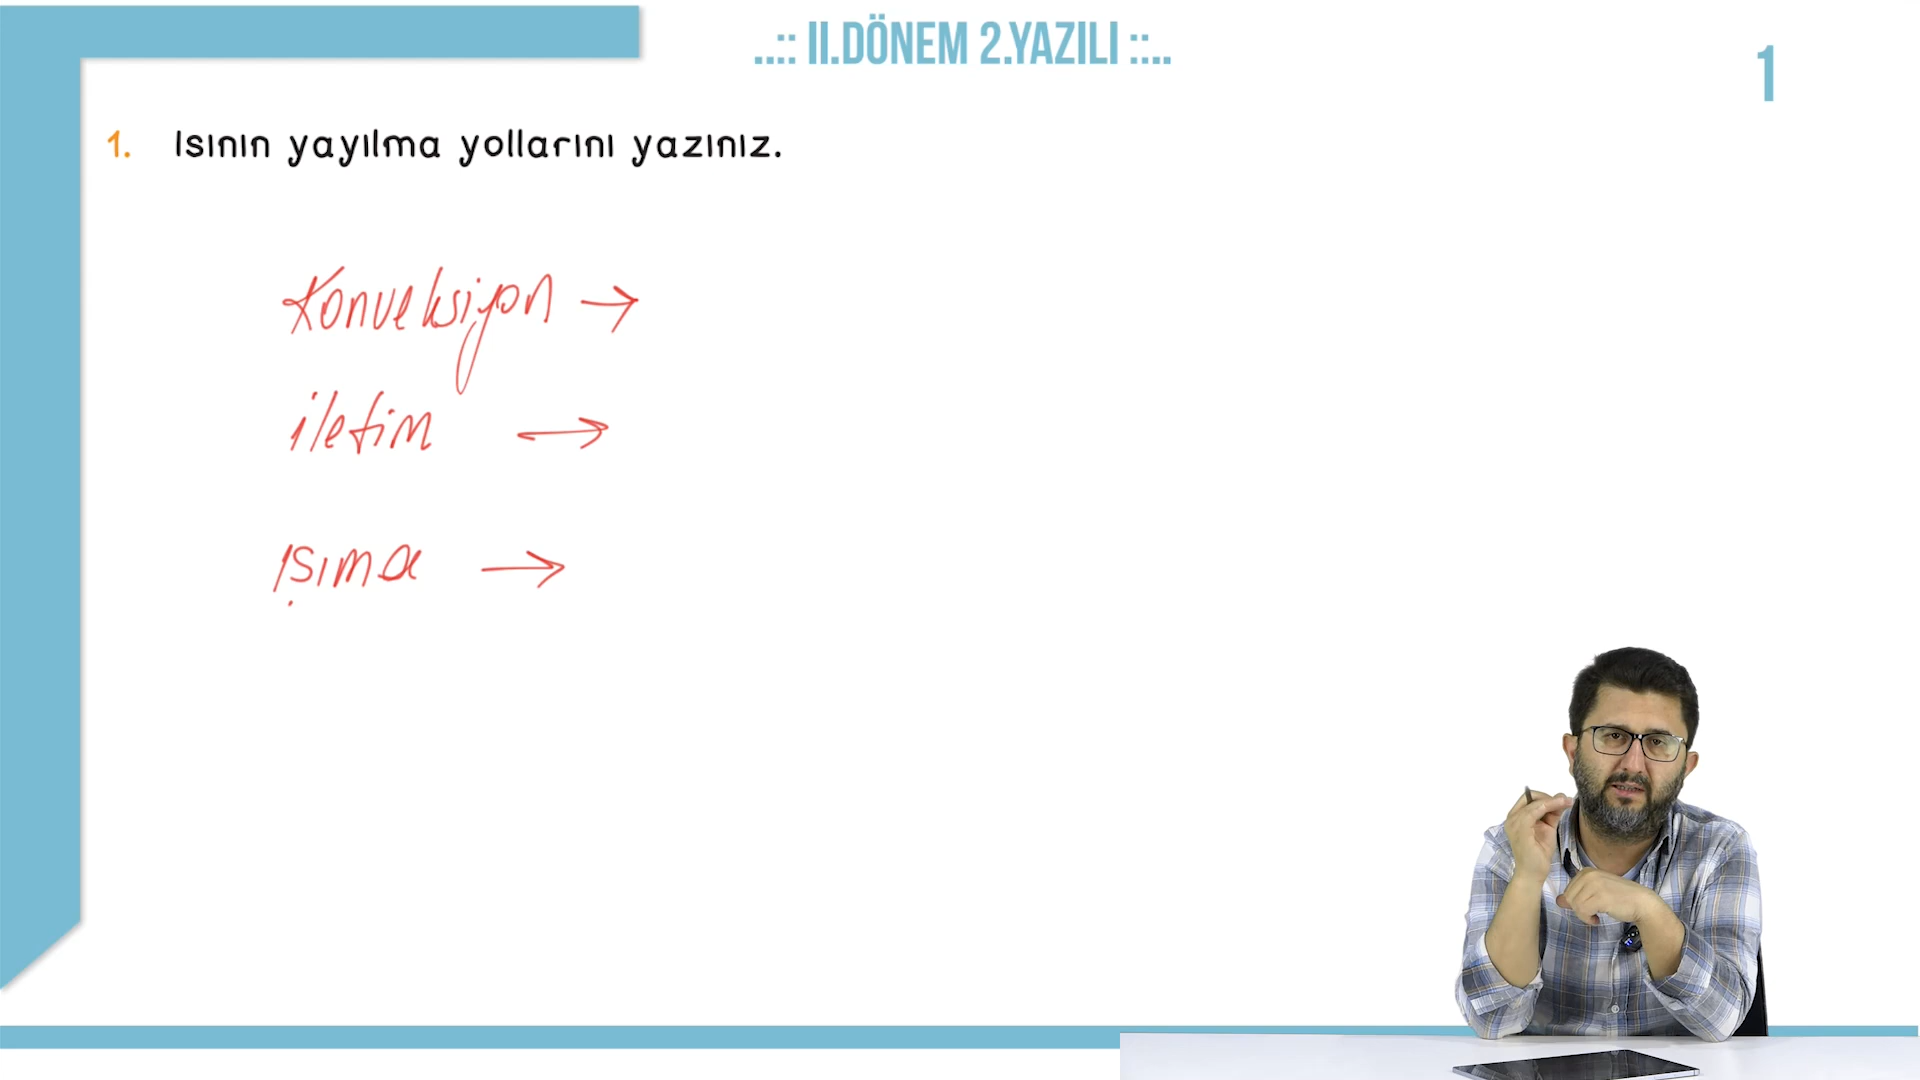 ..:: II.DÖNEM 2.YAZILI ::..
1
1. Isının yayılma yollarını yazınız.
Konveksiyon →
iletim →
Işıma →